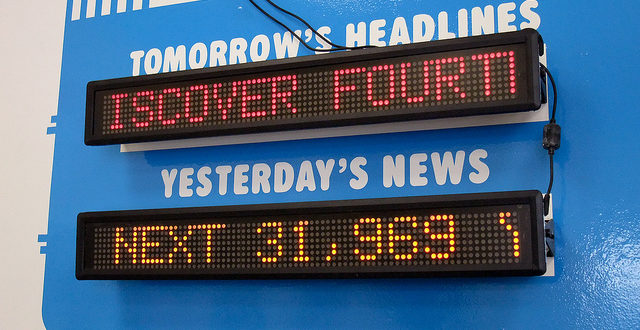 TOMORROW'S HEADLINES
ISCOVER FOURT
YESTERDAY'S NEWS
NEXT 31,969